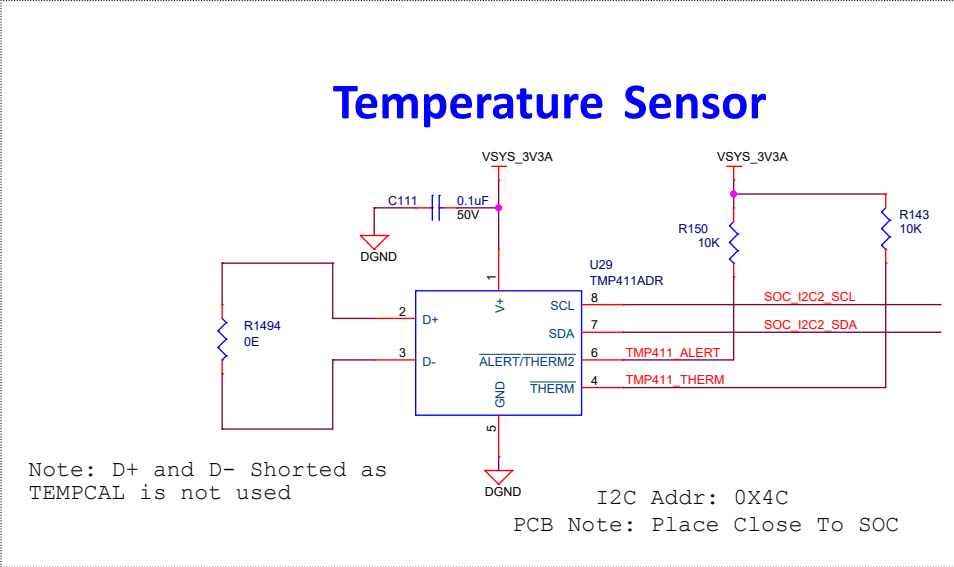 Temperature Sensor
VSYS_3V3A
VSYS_3V3A
C111
0.1uF
50V
DGND
R150
10K
R143
10K
U29
TMP411ADR
1
V+
R1494
0E
2
D+
3
D-
SCL
8
SOC_I2C2_SCL
SDA
7
SOC_I2C2_SDA
ALERT/THERM2
6
TMP411_ALERT
THERM
4
TMP411_THERM
GND
5
DGND
Note: D+ and D- Shorted as
TEMPCAL is not used
I2C Addr: 0X4C
PCB Note: Place Close To SOC